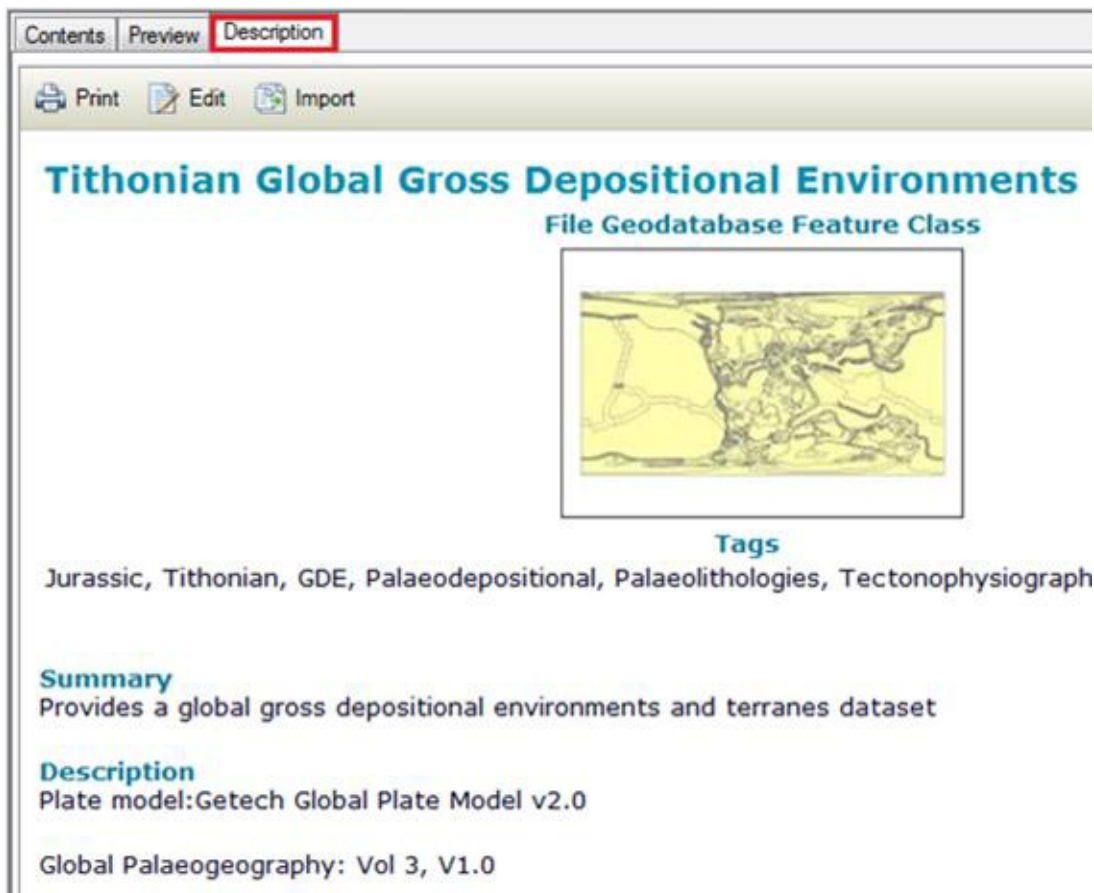 Contents Preview Description
Print Edit Import
Tithonian Global Gross Depositional Environments
File Geodatabase Feature Class
Tags
Jurassic, Tithonian, GDE, Palaeodepositional, Palaeolithologies, Tectonophysiograph
Summary
Provides a global gross depositional environments and terranes dataset
Description
Plate model:Getech Global Plate Model v2.0
Global Palaeogeography: Vol 3, V1.0